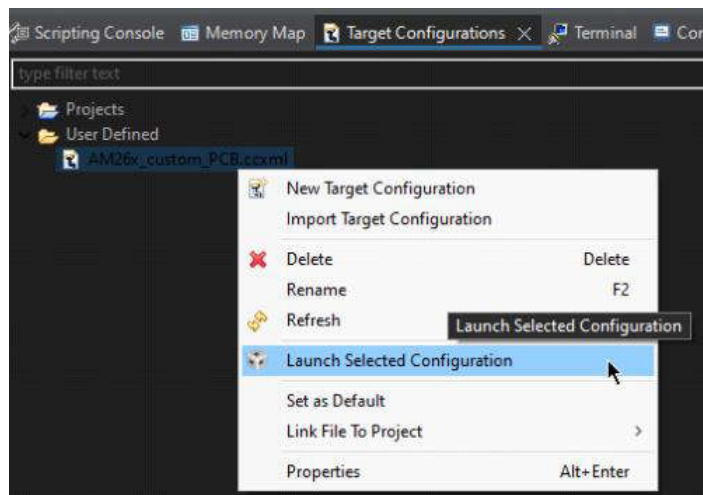 Scripting Console Memory Map Target Configurations Terminal Cor
type filter text
Projects
User Defined
AM26x_custom_PCB.ccxml
New Target Configuration
Import Target Configuration
Delete Delete
Rename F2
Refresh
Launch Selected Configuration
Launch Selected Configuration
Set as Default
Link File To Project
Properties Alt+Enter